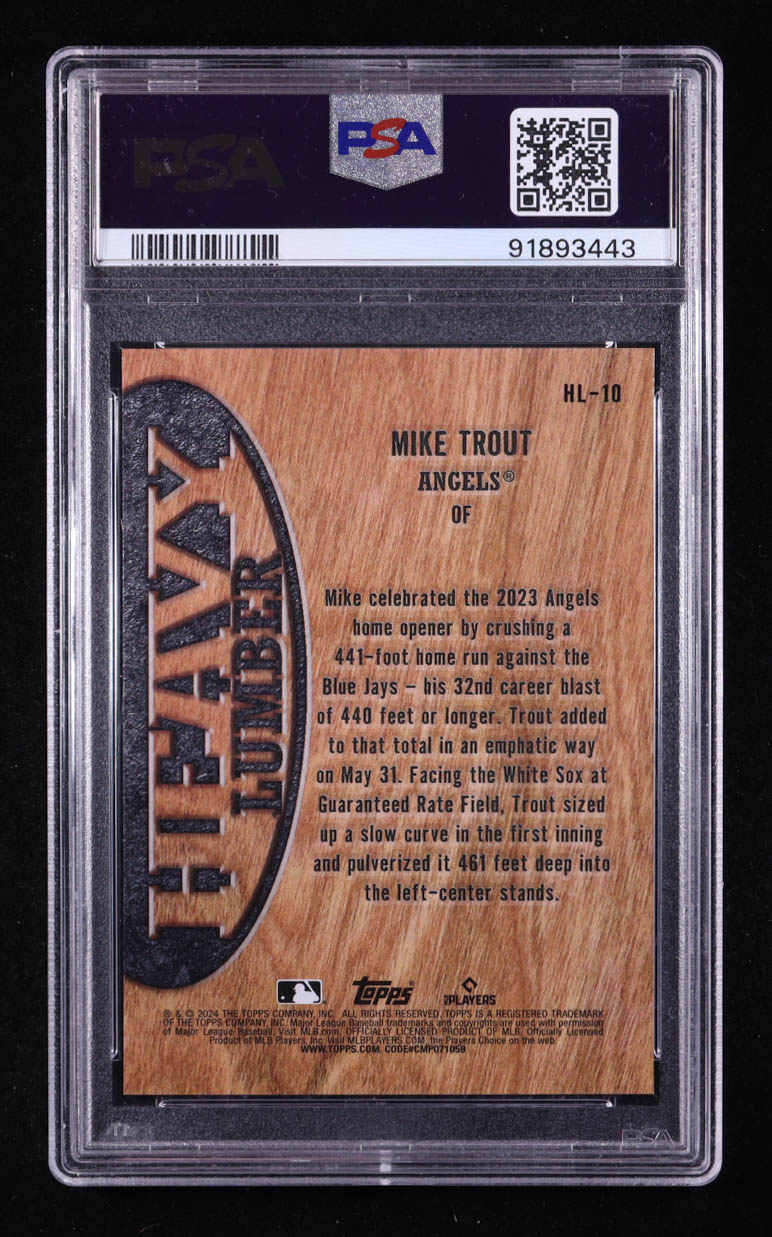 PSA
PSA
91893443
HL-10
MIKE TROUT
ANGELS®
OF
HEAVY
LUMBER
Mike celebrated the 2023 Angels
home opener by crushing a
441-foot home run against the
Blue Jays – his 32nd career blast
of 440 feet or longer. Trout added
to that total in an emphatic way
on May 31. Facing the White Sox at
Guaranteed Rate Field, Trout sized
up a slow curve in the first inning
and pulverized it 461 feet deep into
the left-center stands.
Topps
PLAYERS
® & © 2024 THE TOPPS COMPANY, INC. ALL RIGHTS RESERVED. TOPPS IS A REGISTERED TRADEMARK
OF THE TOPPS COMPANY, INC. Major League Baseball trademarks and copyrights are used with permission
of Major League Baseball. Visit MLB.com. OFFICIALLY LICENSED PRODUCT OF MLB. Officially Licensed
Product of MLB Players, Inc. Visit MLBPLAYERS.COM, the Players Choice on the web.
WWW.TOPPS.COM. CODE#CMP071059
PSA